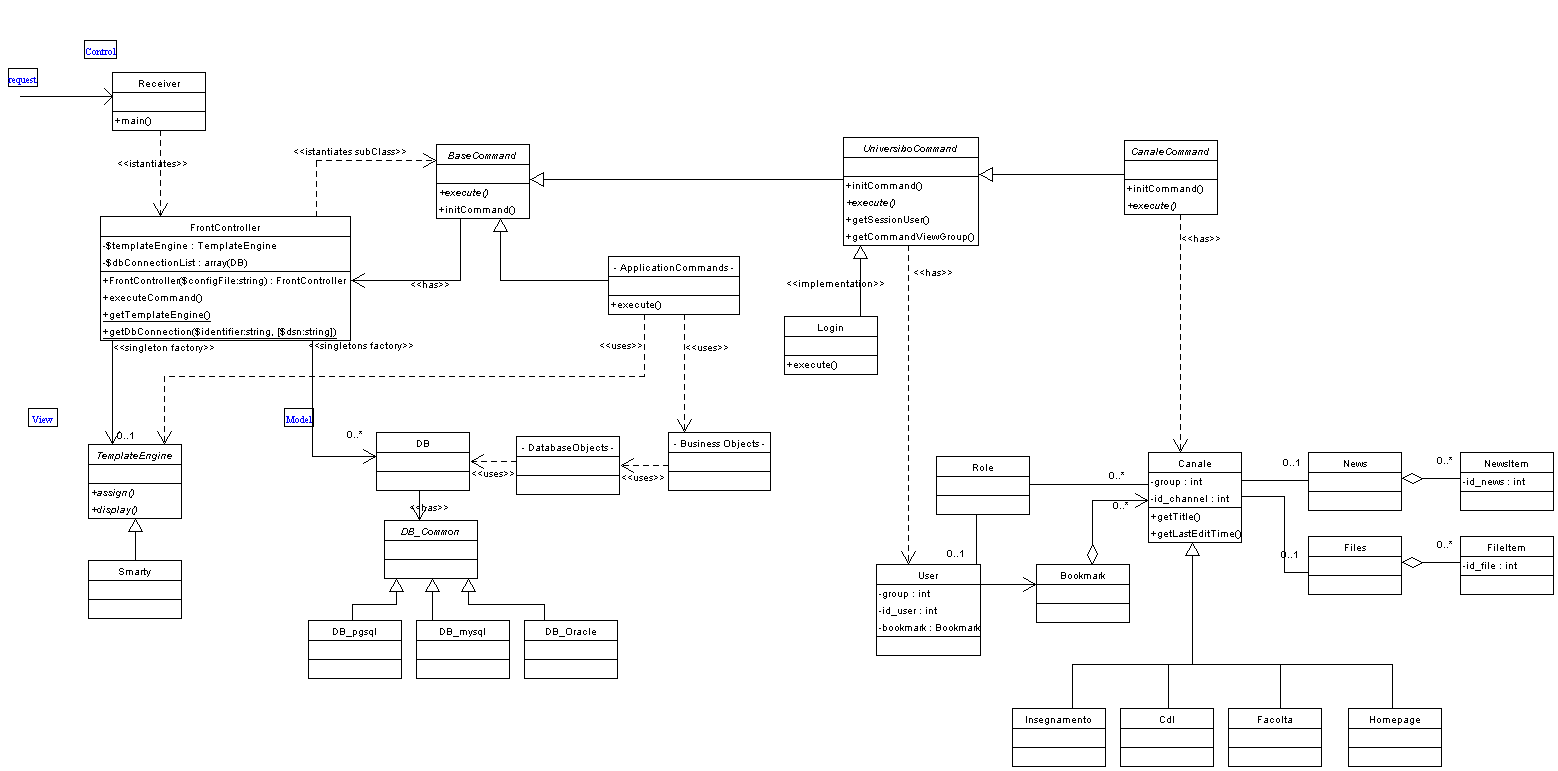 Control
request
Receiver
+main()
<<istantiates>>
<<istantiates subClass>>
BaseCommand
+execute()
+initCommand()
UniversiboCommand
+initCommand()
+execute()
+getSessionUser()
+getCommandViewGroup()
CanaleCommand
+initCommand()
+execute()
FrontController
-$templateEngine : TemplateEngine
-$dbConnectionList : array(DB)
+FrontController($configFile:string) : FrontController
+executeCommand()
+getTemplateEngine()
+getDbConnection($identifier:string, [$dsn:string])
<<has>>
- ApplicationCommands -
+execute()
<<implementation>>
<<has>>
<<has>>
Login
+execute()
<<singleton factory>>
<<singletons factory>>
<<uses>>
<<uses>>
View
Model
0..1
0..*
TemplateEngine
+assign()
+display()
DB
- DatabaseObjects -
- Business Objects -
<<uses>>
<<uses>>
<<has>>
DB_Common
Smarty
DB_pgsql
DB_mysql
DB_Oracle
Role
0..*
0..1
Canale
-group : int
-id_channel : int
+getTitle()
+getLastEditTime()
0..*
0..1
News
0..*
NewsItem
-id_news : int
0..1
Files
0..*
FileItem
-id_file : int
User
-group : int
-id_user : int
-bookmark : Bookmark
Bookmark
Insegnamento
Cdl
Facolta
Homepage